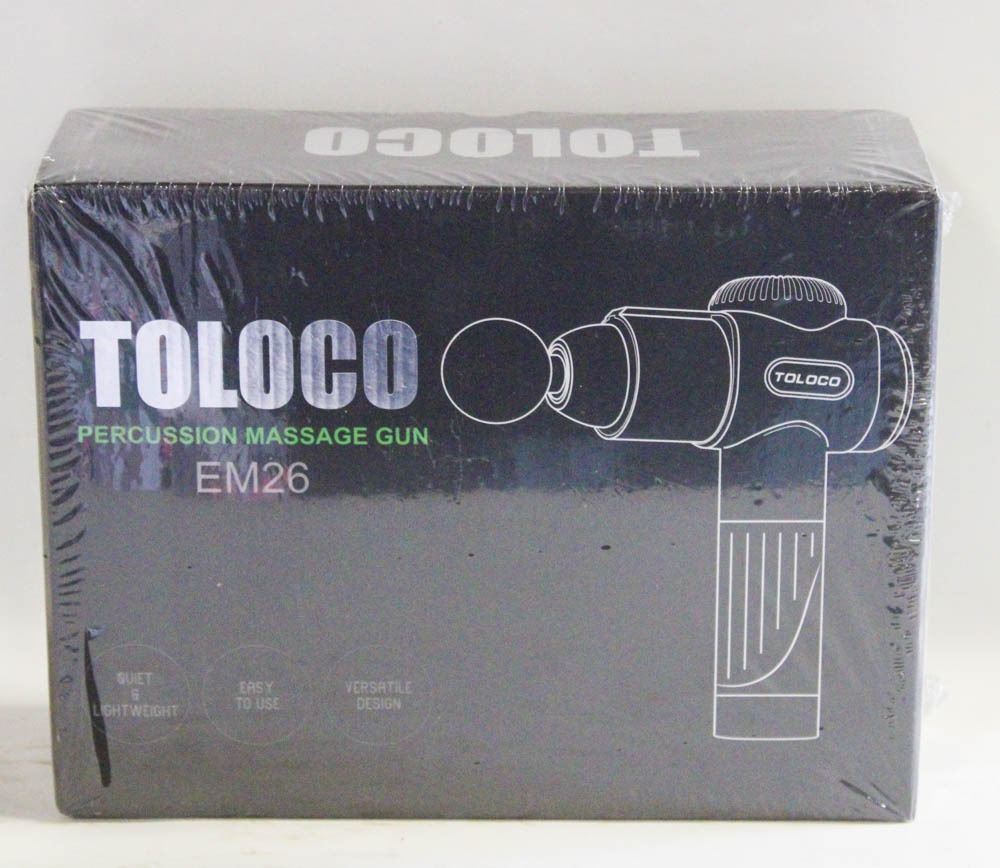 TOLOCO
TOLOCO
TOLOCO
PERCUSSION MASSAGE GUN
EM26
QUIET
&
LIGHTWEIGHT
EASY
TO USE
VERSATILE
DESIGN